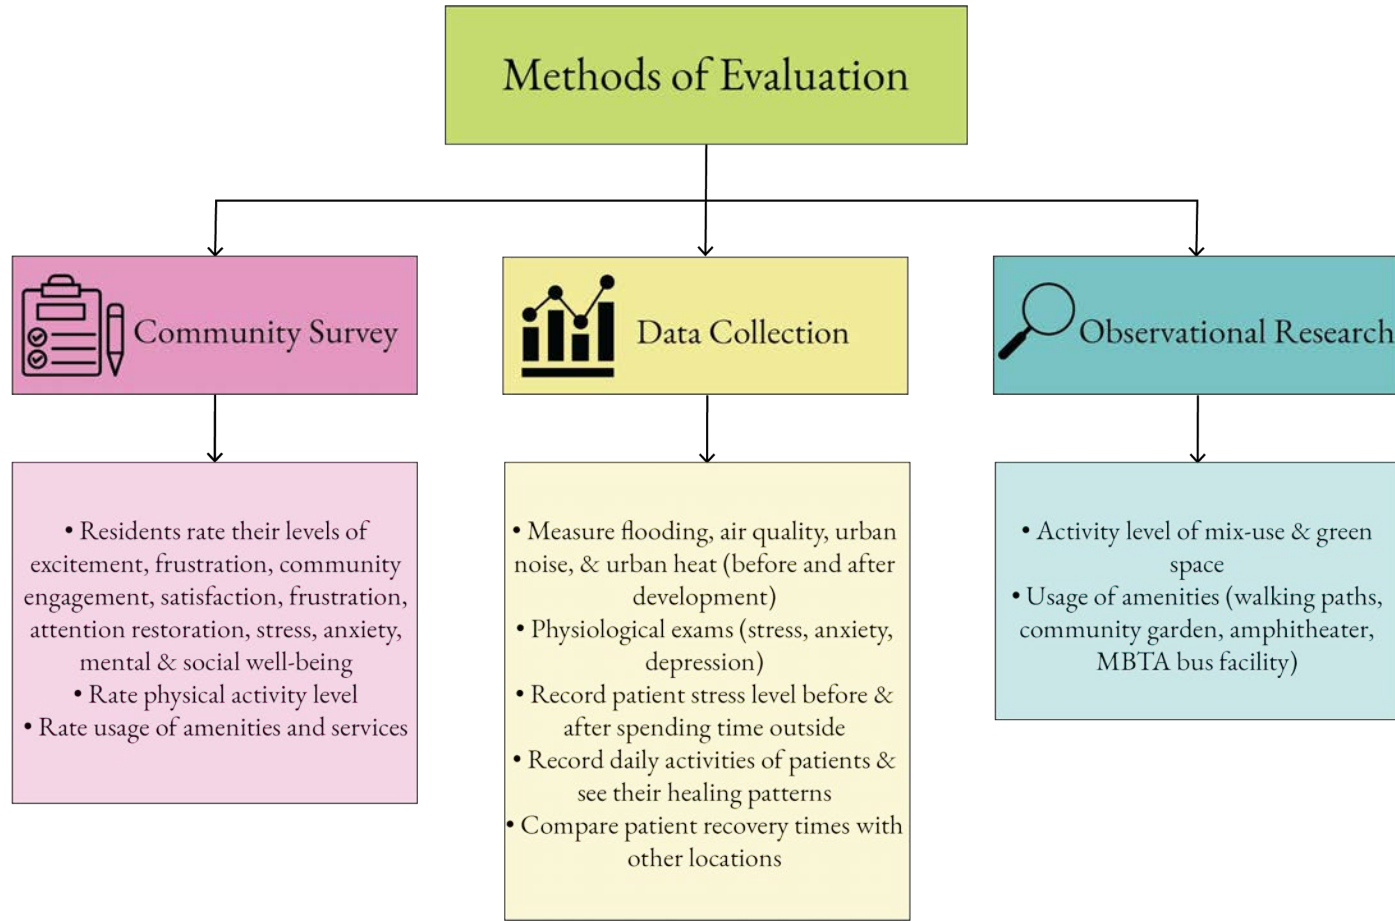 Methods of Evaluation
Community Survey
Data Collection
Observational Research
• Residents rate their levels of
excitement, frustration, community
engagement, satisfaction, frustration,
attention restoration, stress, anxiety,
mental & social well-being
• Rate physical activity level
• Rate usage of amenities and services
• Measure flooding, air quality, urban
noise, & urban heat (before and after
development)
• Physiological exams (stress, anxiety,
depression)
• Record patient stress level before &
after spending time outside
• Record daily activities of patients &
see their healing patterns
• Compare patient recovery times with
other locations
• Activity level of mix-use & green
space
• Usage of amenities (walking paths,
community garden, amphitheater,
MBTA bus facility)